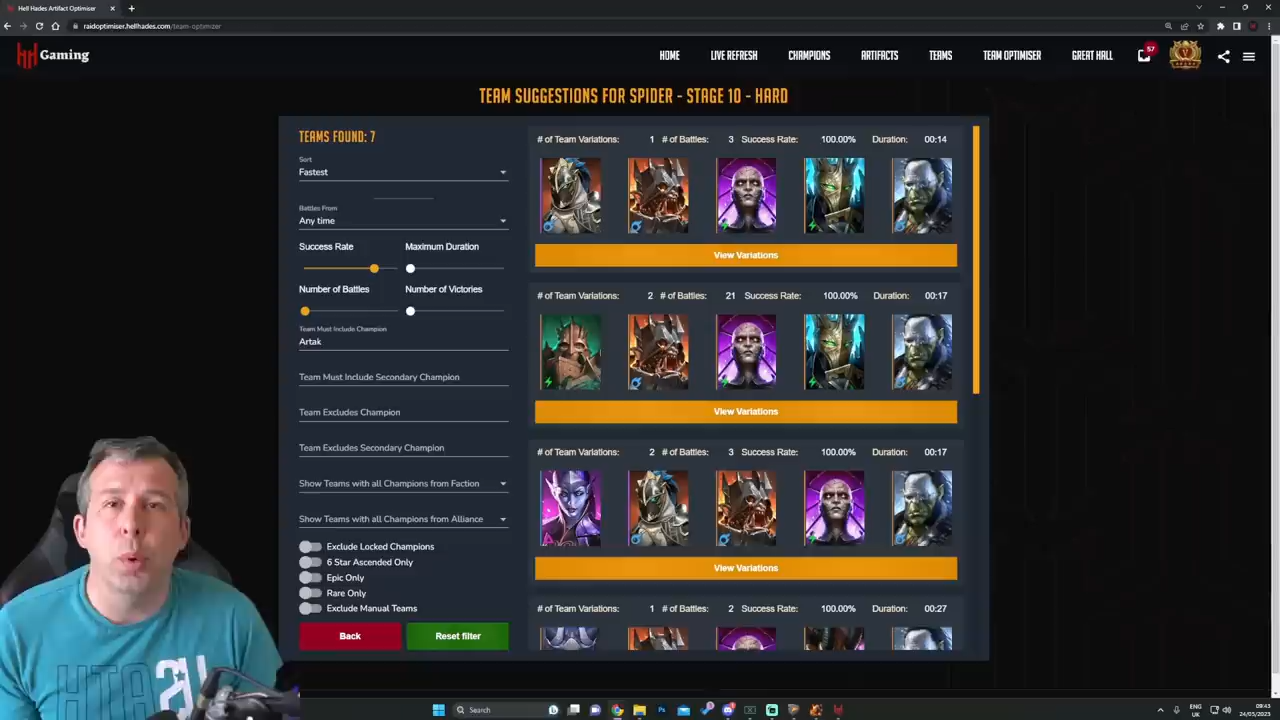 Hell Hades Artifact Optimiser
raidoptimiser.hellhades.com/team-optimizer
Gaming
HOME
LIVE REFRESH
CHAMPIONS
ARTIFACTS
TEAMS
TEAM OPTIMISER
GREAT HALL
57
TEAM SUGGESTIONS FOR SPIDER - STAGE 10 - HARD
TEAMS FOUND: 7
Sort
Fastest
Battles From
Any time
Success Rate
Maximum Duration
Number of Battles
Number of Victories
Team Must Include Champion
Artak
Team Must Include Secondary Champion
Team Excludes Champion
Team Excludes Secondary Champion
Show Teams with all Champions from Faction
Show Teams with all Champions from Alliance
Exclude Locked Champions
6 Star Ascended Only
Epic Only
Rare Only
Exclude Manual Teams
Back
Reset filter
# of Team Variations: 1 # of Battles: 3 Success Rate: 100.00% Duration: 00:14
View Variations
# of Team Variations: 2 # of Battles: 21 Success Rate: 100.00% Duration: 00:17
View Variations
# of Team Variations: 2 # of Battles: 3 Success Rate: 100.00% Duration: 00:17
View Variations
# of Team Variations: 1 # of Battles: 2 Success Rate: 100.00% Duration: 00:27
Search
ENG
UK
09:43
24/05/2023